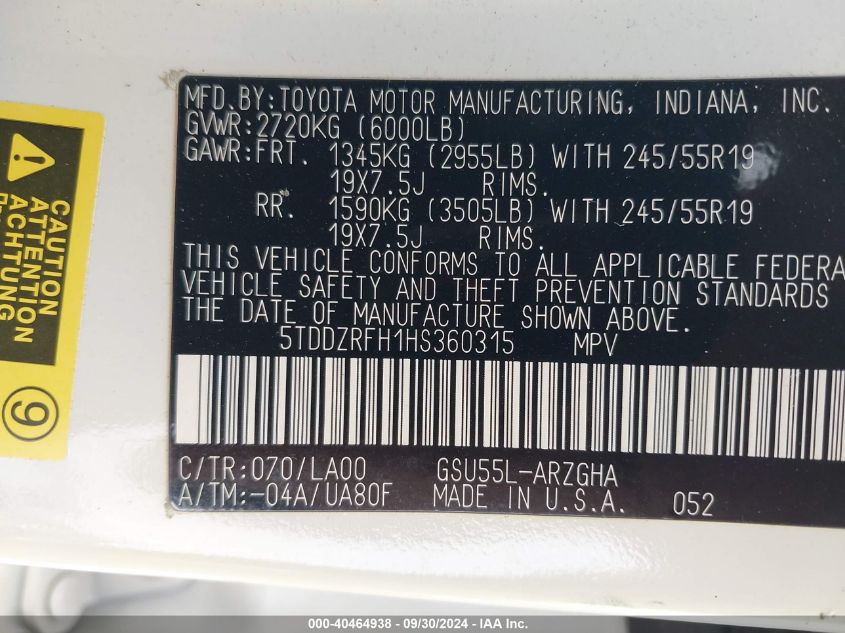 MFD.BY:TOYOTA MOTOR MANUFACTURING, INDIANA, INC.
GVWR:2720KG (6000LB)
GAWR:FRT. 1345KG (2955LB) WITH 245/55R19
19X7.5J RIMS.
RR. 1590KG (3505LB) WITH 245/55R19
19X7.5J RIMS.
THIS VEHICLE CONFORMS TO ALL APPLICABLE FEDERA
VEHICLE SAFETY AND THEFT PREVENTION STANDARDS
THE DATE OF MANUFACTURE SHOWN ABOVE.
5TDDZRFH1HS360315 MPV
C/TR:070/LA00 GSU55L-ARZGHA
A/TM:-04A/UA80F MADE IN U.S.A. 052
CAUTION
ATTENTION
ACHTUNG
9
000-40464938 - 09/30/2024 - IAA Inc.